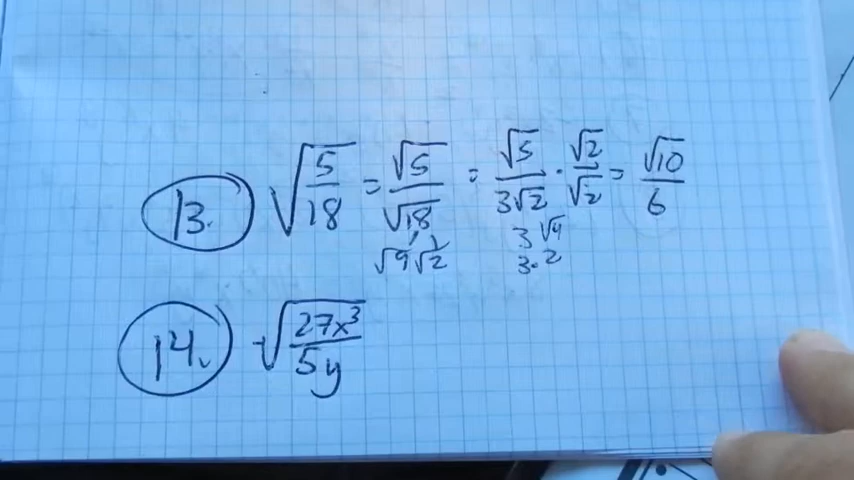 13. √(5/18) = √5/√18 = √5/3√2 · √2/√2 = √10/6
√9√2 3√4
3·2
14. √(27x³/5y)